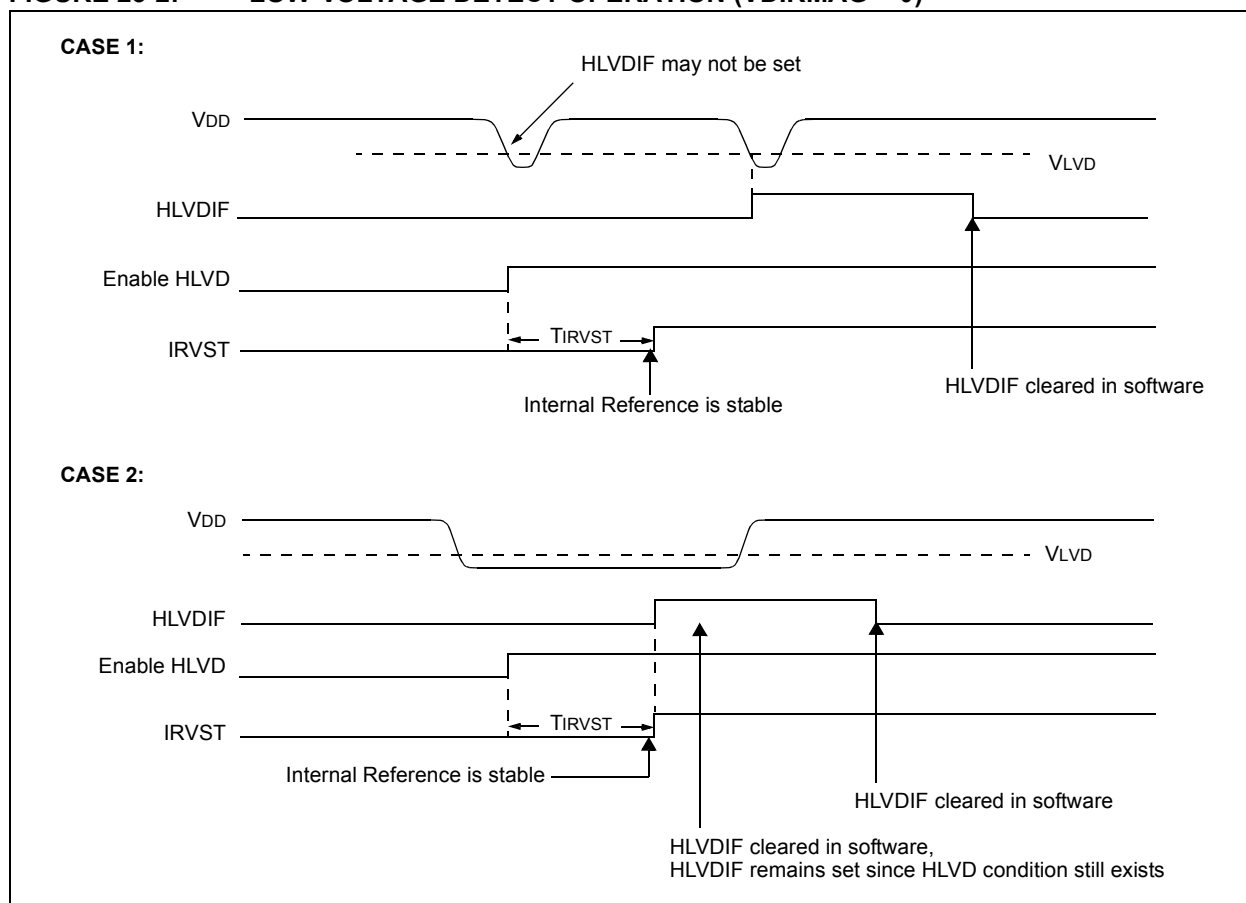 CASE 1:
HLVDIF may not be set
VDD
VLVD
HLVDIF
Enable HLVD
TIRVST
IRVST
HLVDIF cleared in software
Internal Reference is stable
CASE 2:
VDD
VLVD
HLVDIF
Enable HLVD
TIRVST
IRVST
Internal Reference is stable
HLVDIF cleared in software
HLVDIF cleared in software,
HLVDIF remains set since HLVD condition still exists